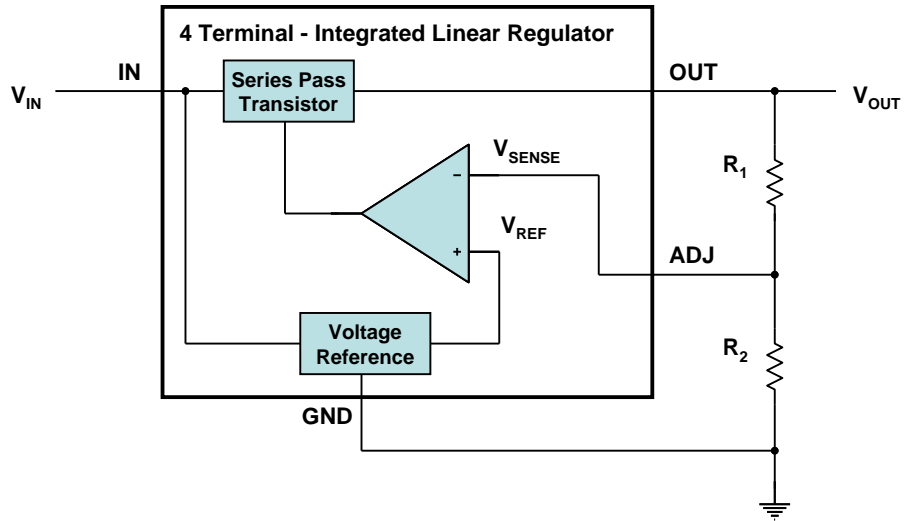 4 Terminal - Integrated Linear Regulator
IN
Series Pass
Transistor
OUT
V_IN
V_OUT
V_SENSE
R_1
-
V_REF
+
ADJ
Voltage
Reference
R_2
GND